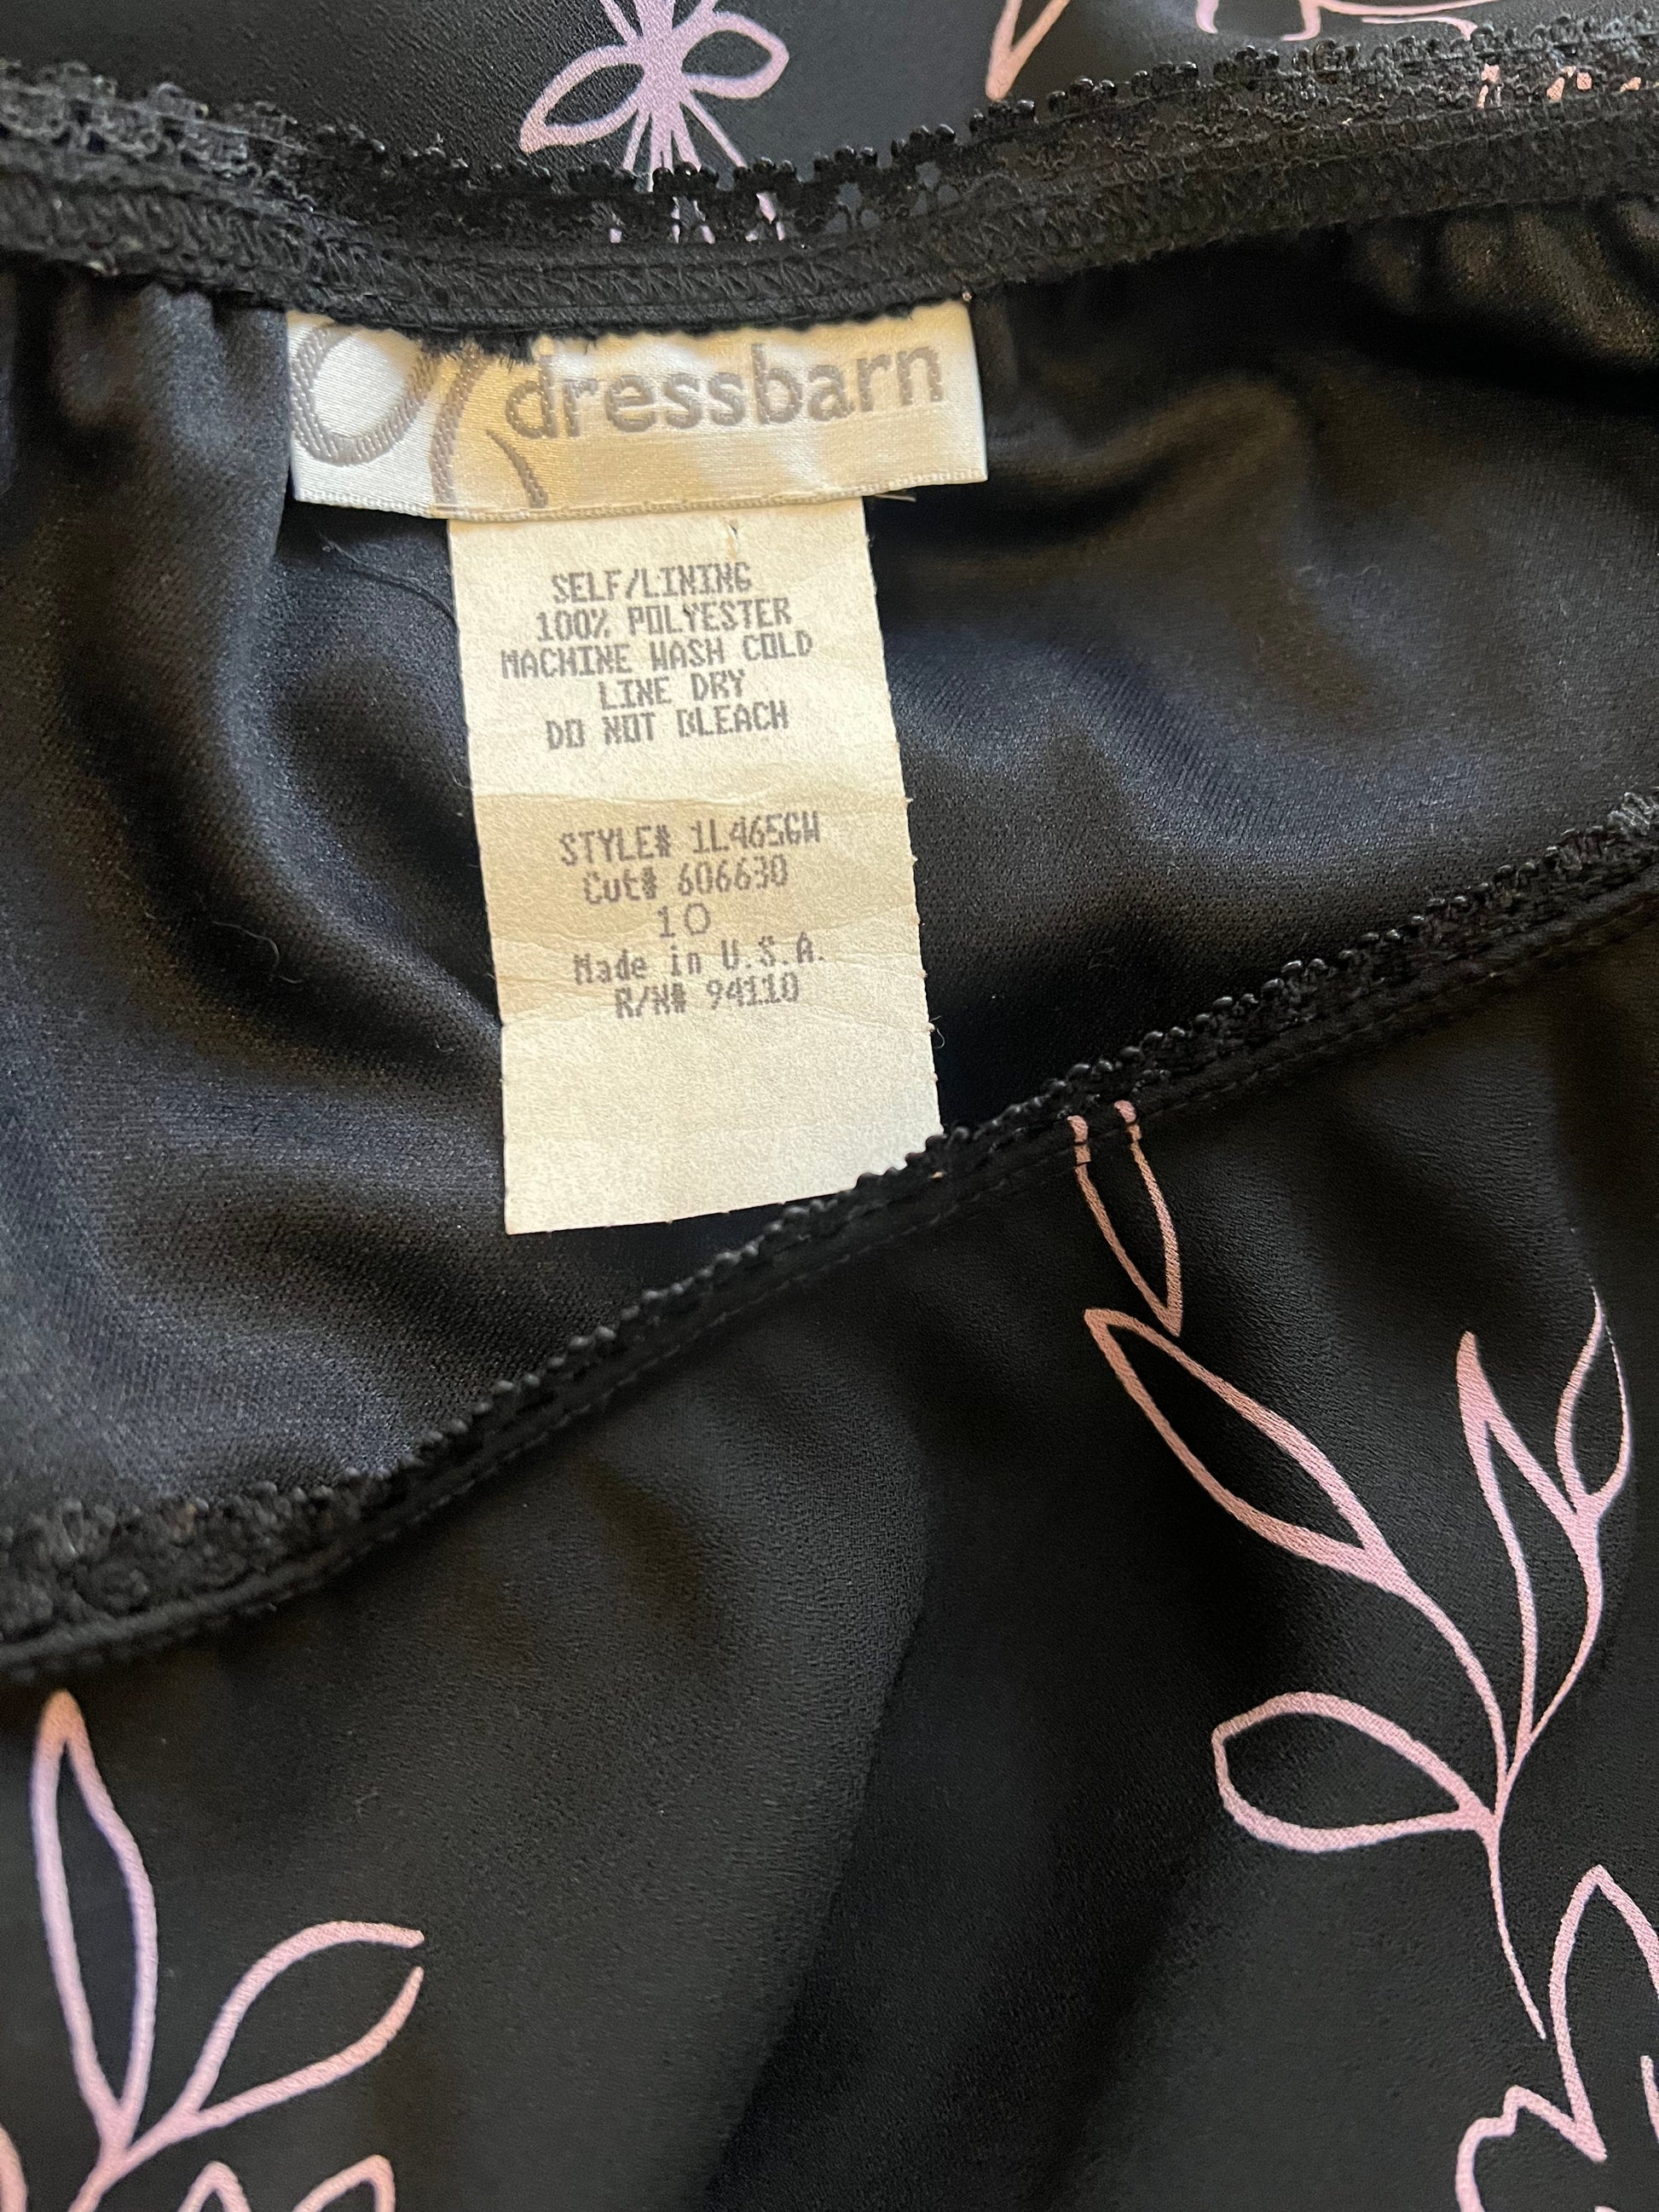 dressbarn
SELF/LINING
100% POLYESTER
MACHINE WASH COLD
LINE DRY
DO NOT BLEACH
STYLE# 1L465GW
Cut# 606630
10
Made in U.S.A.
R/N# 94110